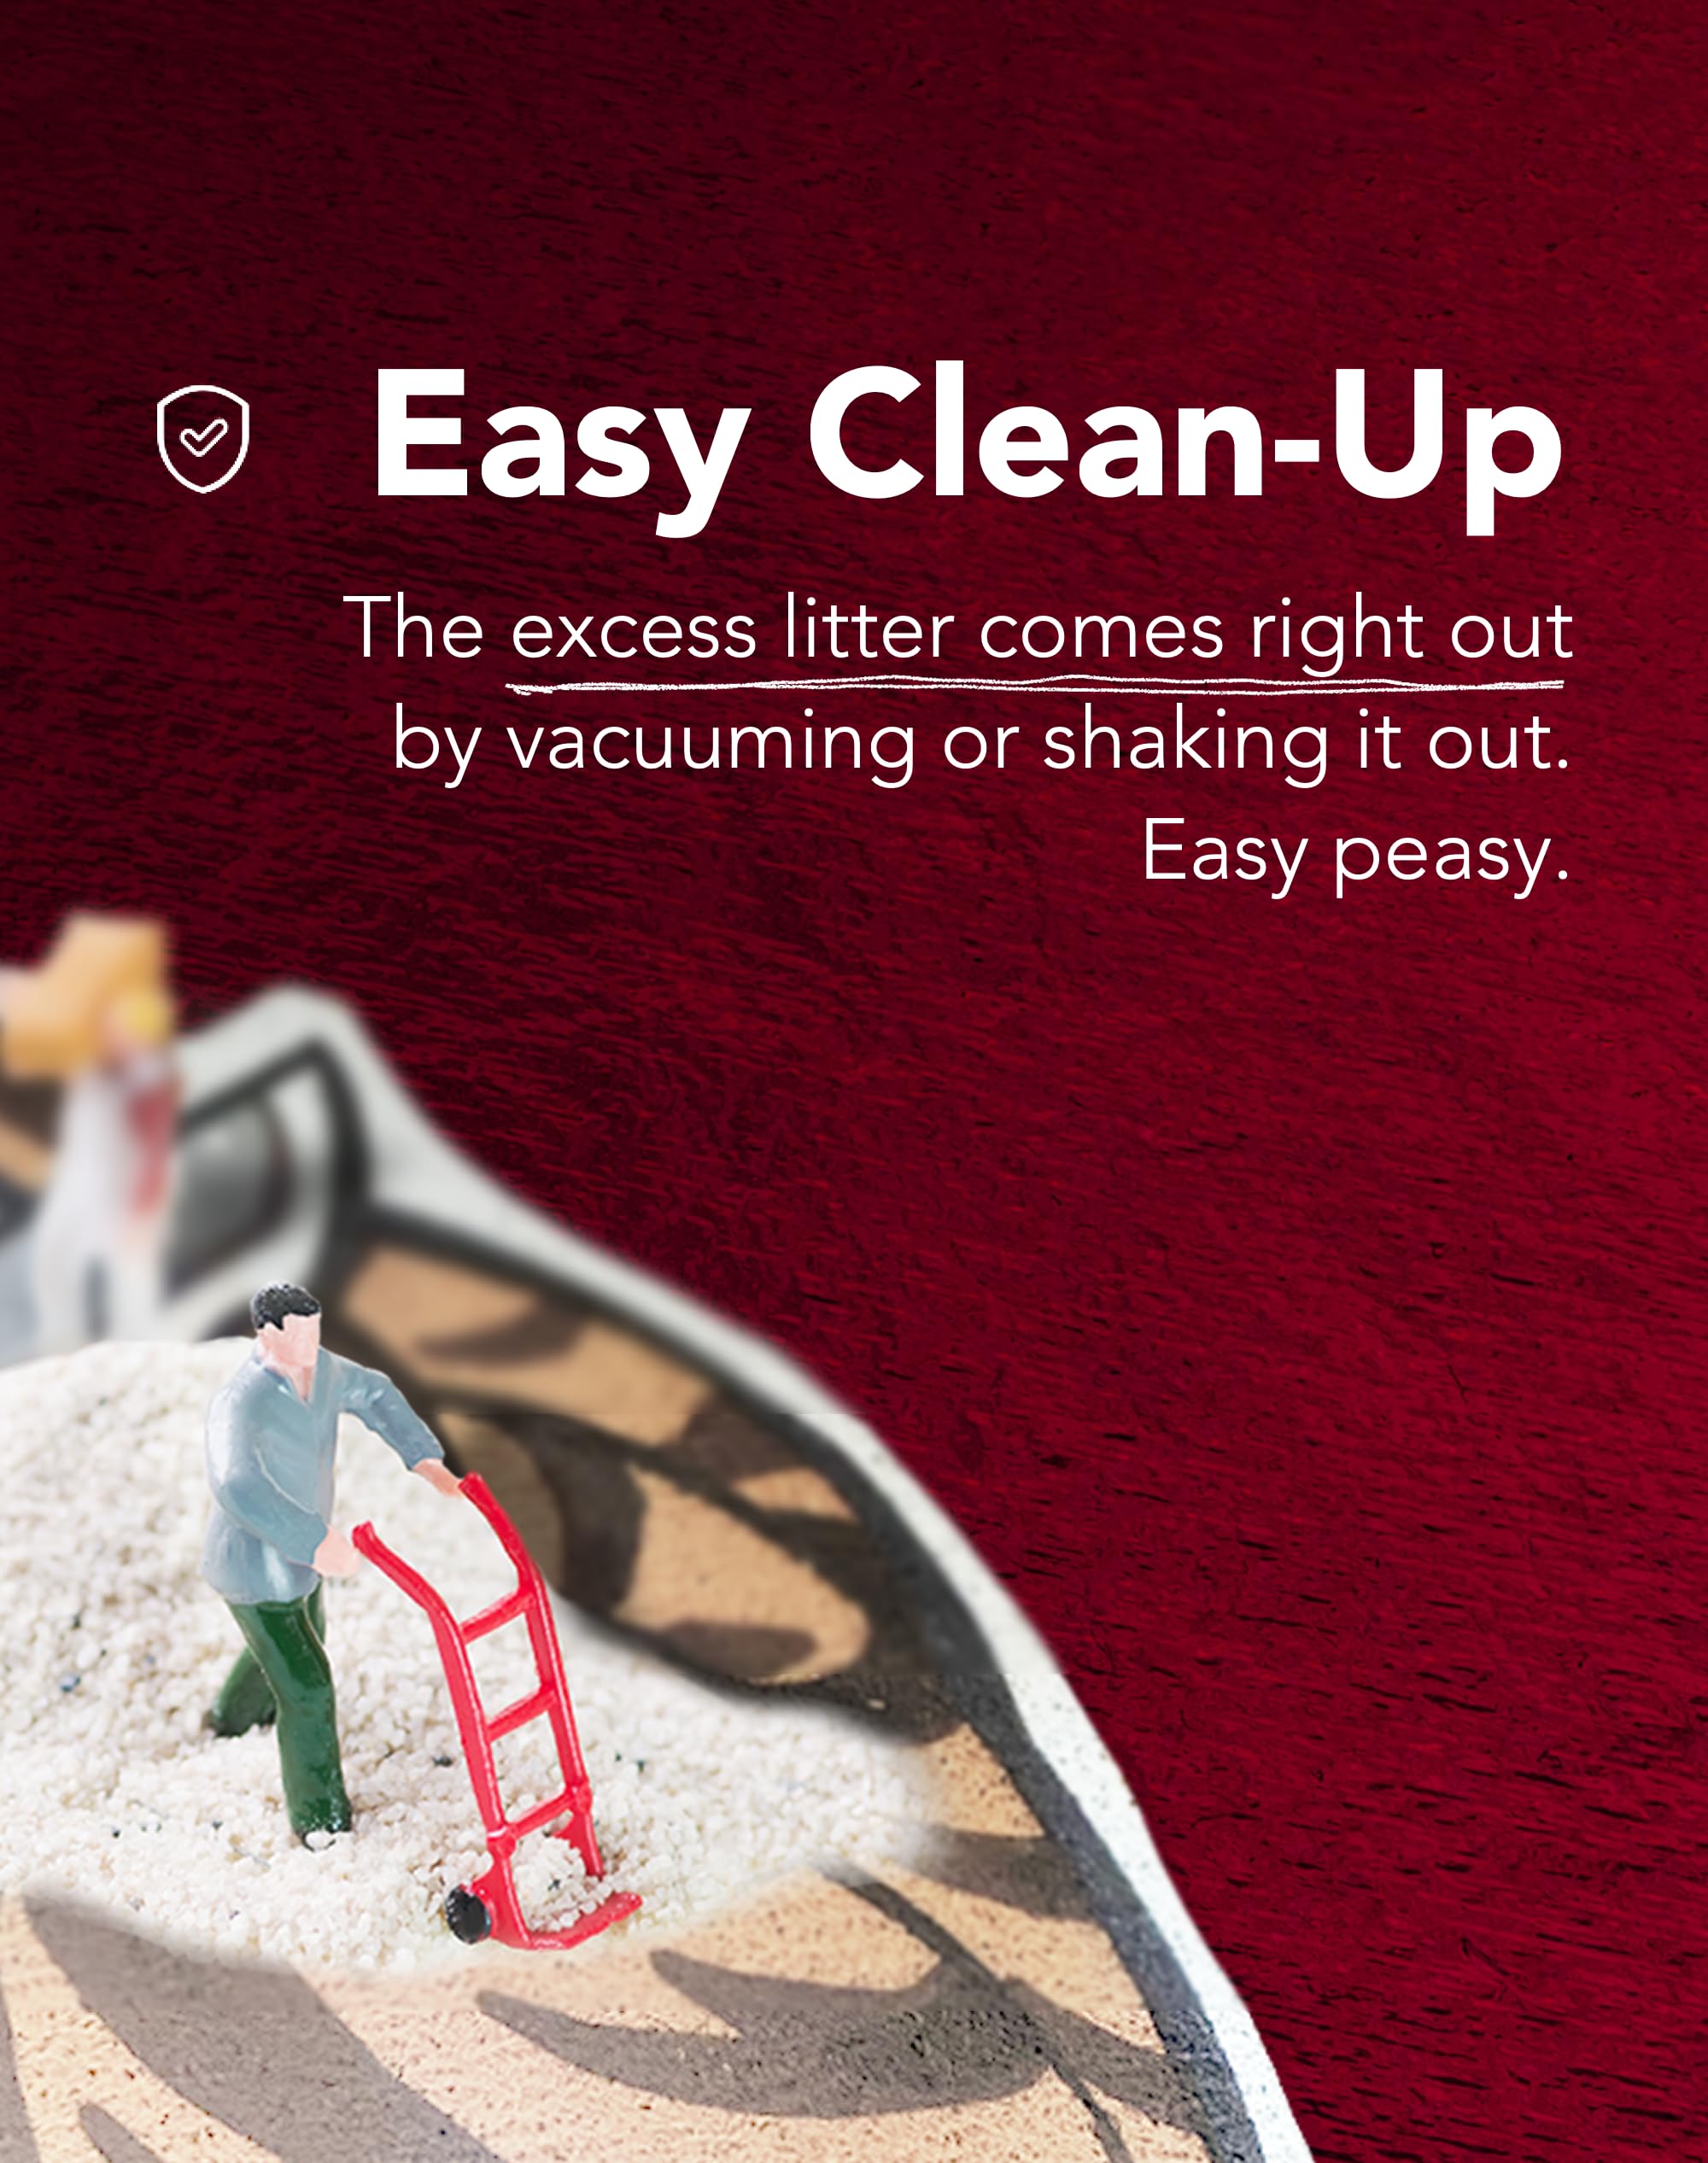 Easy Clean-Up
The excess litter comes right out
by vacuuming or shaking it out.
Easy peasy.